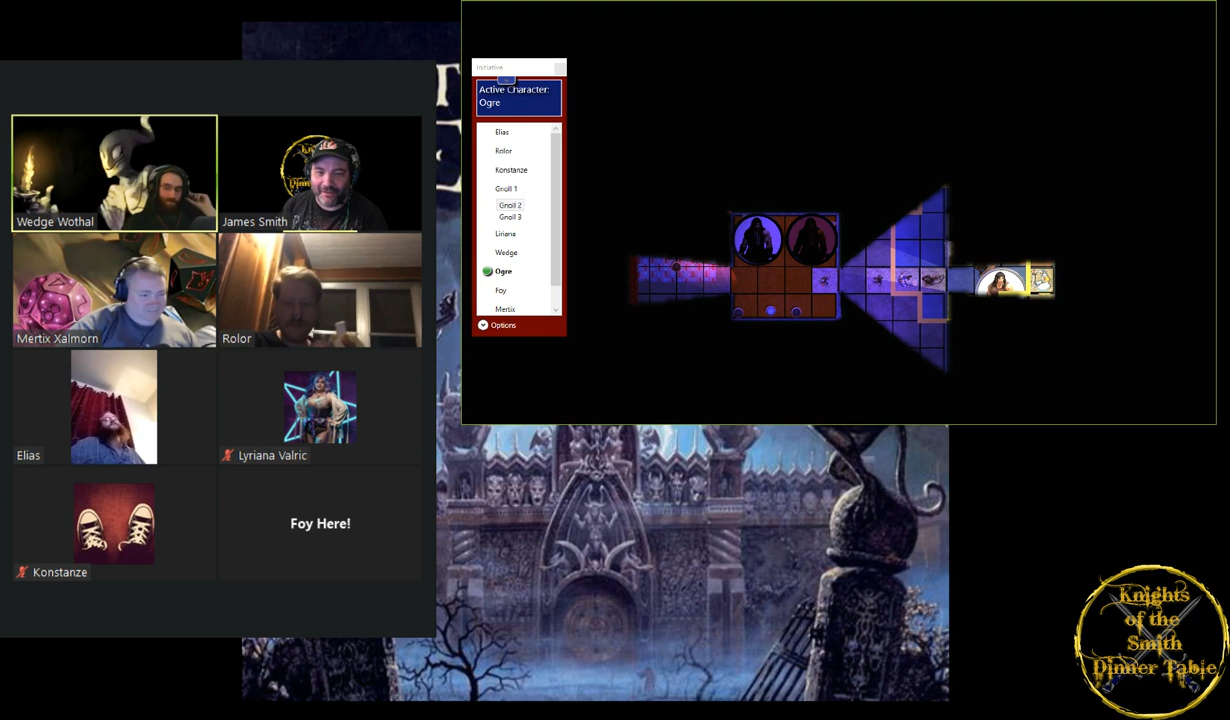 Wedge Wothal
James Smith
Mertix Xalmorn
Rolor
Elias
Lyriana Valric
Konstanze
Foy Here!
Initiative
Active Character:
Ogre
Elias
Rolor
Konstanze
Gnoll 1
Gnoll 2
Gnoll 3
Liriana
Wedge
Ogre
Foy
Mertix
Options
Knights
of the
Smith
Dinner Table